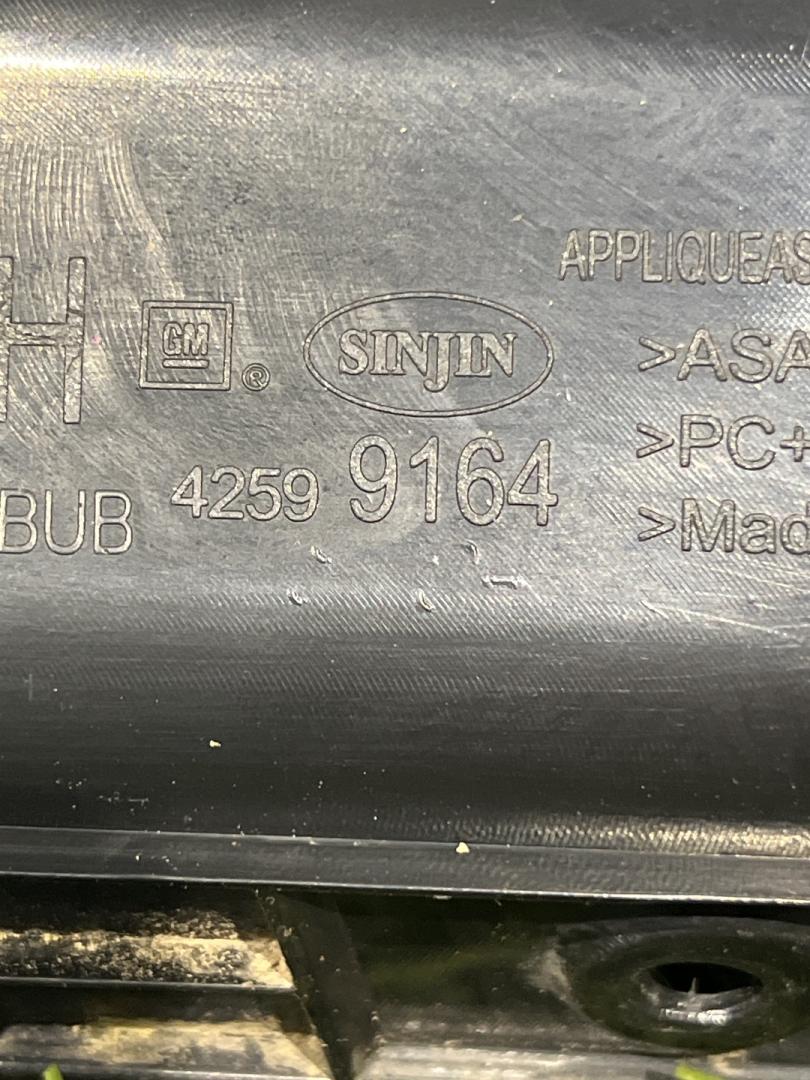 APPLIQUEAS
H GM ® SINJIN >ASA
BUB 4259 9164 >PC+
>Mad